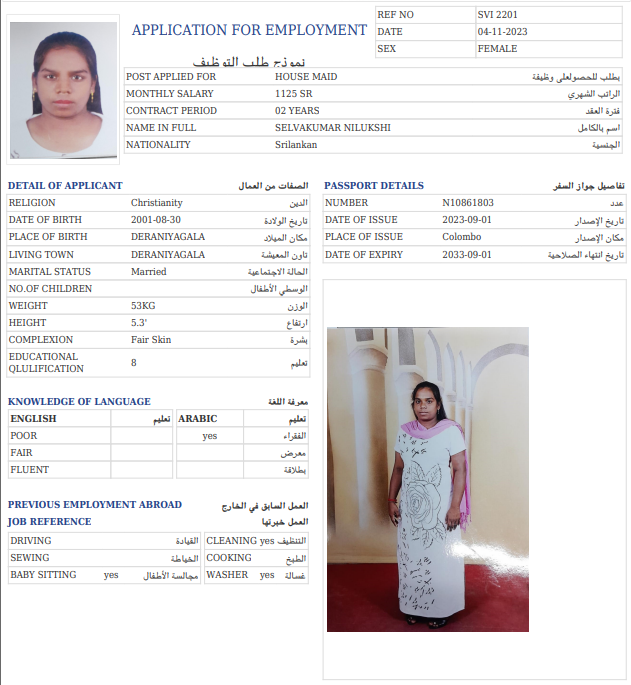 APPLICATION FOR EMPLOYMENT
نموذج طلب التوظيف
REF NO SVI 2201
DATE 04-11-2023
SEX FEMALE
POST APPLIED FOR HOUSE MAID يطلب للحصولعلى وظيفة
MONTHLY SALARY 1125 SR الراتب الشهري
CONTRACT PERIOD 02 YEARS فترة العقد
NAME IN FULL SELVAKUMAR NILUKSHI اسم بالكامل
NATIONALITY Srilankan الجنسية
DETAIL OF APPLICANT الصفات من العمال
RELIGION Christianity الدين
DATE OF BIRTH 2001-08-30 تاريخ الولادة
PLACE OF BIRTH DERANIYAGALA مكان الميلاد
LIVING TOWN DERANIYAGALA تاون المعيشة
MARITAL STATUS Married الحالة الاجتماعية
NO.OF CHILDREN الوسطي الأطفال
WEIGHT 53KG الوزن
HEIGHT 5.3' ارتفاع
COMPLEXION Fair Skin بشرة
EDUCATIONAL QLULIFICATION 8 تعليم
PASSPORT DETAILS تفاصيل جواز السفر
NUMBER N10861803 عدد
DATE OF ISSUE 2023-09-01 تاريخ الإصدار
PLACE OF ISSUE Colombo مكان الإصدار
DATE OF EXPIRY 2033-09-01 تاريخ انتهاء الصلاحية
KNOWLEDGE OF LANGUAGE معرفة اللغة
ENGLISH تعليم ARABIC تعليم
POOR yes الفقراء
FAIR معرض
FLUENT بطلاقة
PREVIOUS EMPLOYMENT ABROAD العمل السابق في الخارج
JOB REFERENCE العمل خبرتها
DRIVING القيادة CLEANING yes التنظيف
SEWING الخياطة COOKING الطبخ
BABY SITTING yes مجالسة الأطفال WASHER yes غسالة